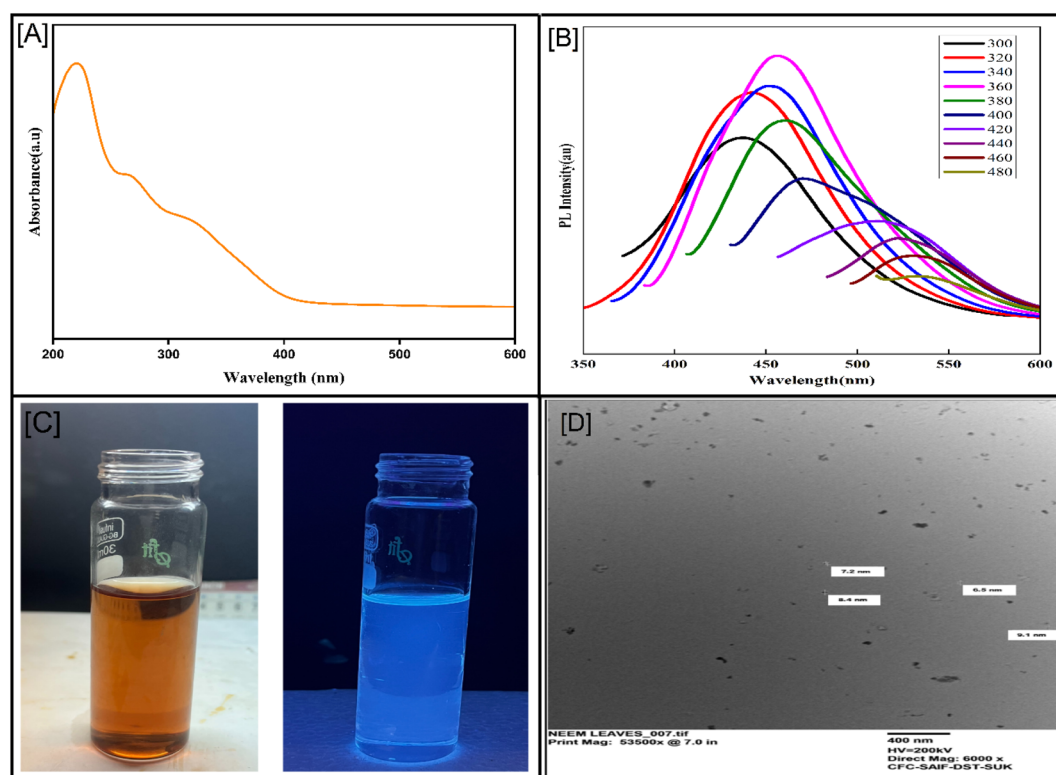 [A]
Absorbance(a.u)
200
300
400
500
600
Wavelength (nm)
[B]
PL Intensity(au)
300
320
340
360
380
400
420
440
460
480
350
400
450
500
550
600
Wavelength(nm)
[C]
[D]
7.2 nm
8.4 nm
6.5 nm
9.1 nm
NEEM LEAVES_007.tif
Print Mag: 53500x @ 7.0 in
400 nm
HV=200kV
Direct Mag: 6000 x
CFC-SAIF-DST-SUK